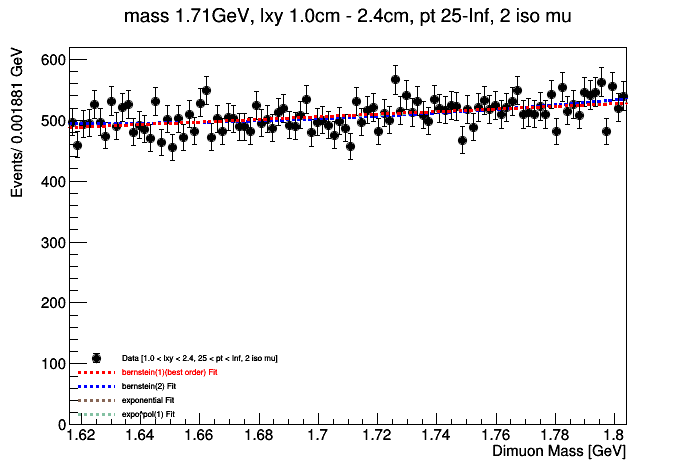 mass 1.71GeV, lxy 1.0cm - 2.4cm, pt 25-Inf, 2 iso mu
Events/ 0.001881 GeV
600
500
400
300
200
100
0
Data [1.0 < lxy < 2.4, 25 < pt < Inf, 2 iso mu]
bernstein(1)(best order) Fit
bernstein(2) Fit
exponential Fit
expo*pol(1) Fit
1.62 1.64 1.66 1.68 1.7 1.72 1.74 1.76 1.78 1.8
Dimuon Mass [GeV]